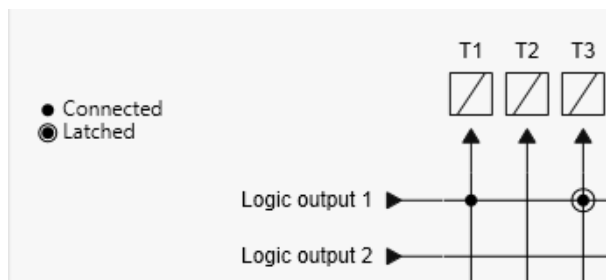 T1 T2 T3
Connected
Latched
Logic output 1
Logic output 2